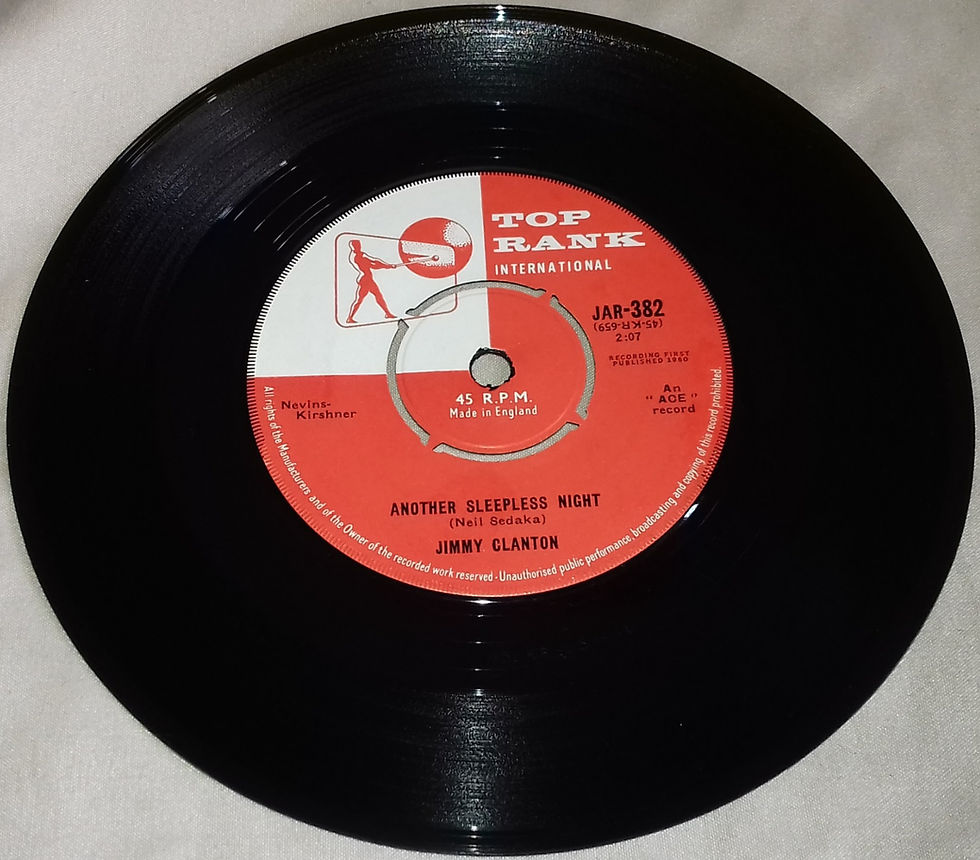 TOP
RANK
INTERNATIONAL
JAR-382
(45-KR-659)
2:07
RECORDING FIRST
PUBLISHED 1960
Nevins-
Kirshner
45 R.P.M.
Made in England
An
"ACE"
record
ANOTHER SLEEPLESS NIGHT
(Neil Sedaka)
JIMMY CLANTON
All rights of the Manufacturers and of the Owner of the recorded work reserved - Unauthorised public performance, broadcasting and copying of this record prohibited.